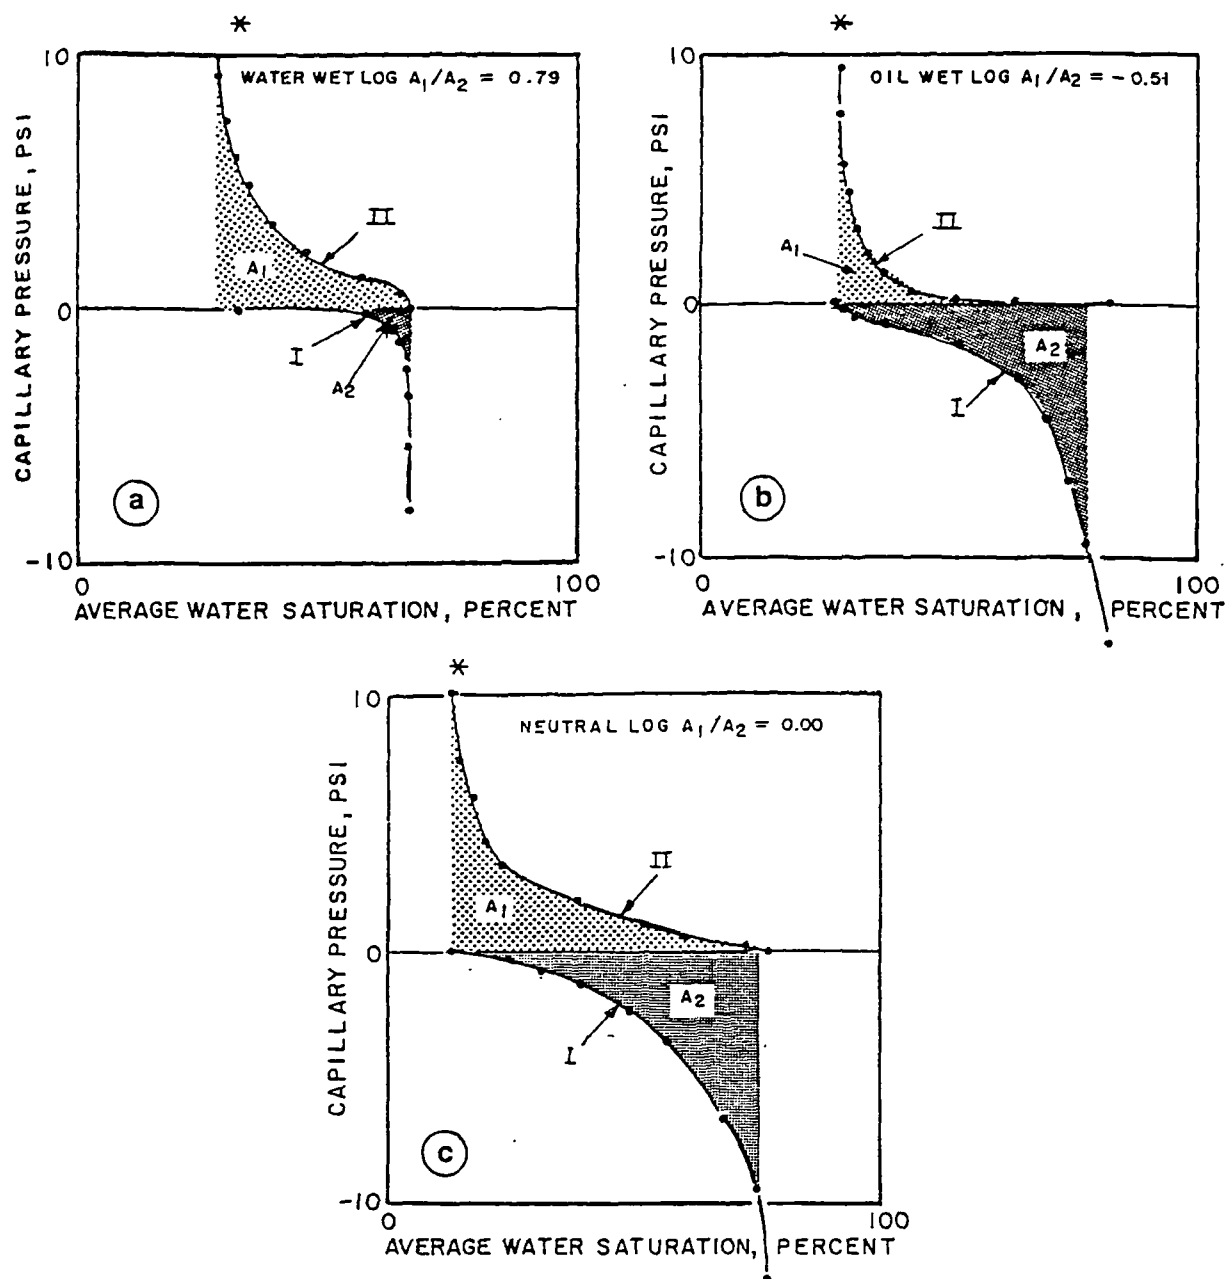 *
10
WATER WET LOG A1/A2 = 0.79
CAPILLARY PRESSURE, PSI
II
A1
0
I
A2
a
-10
0
100
AVERAGE WATER SATURATION, PERCENT
*
10
OIL WET LOG A1/A2 = -0.51
CAPILLARY PRESSURE, PSI
II
A1
0
A2
I
b
-10
0
100
AVERAGE WATER SATURATION, PERCENT
*
10
NEUTRAL LOG A1/A2 = 0.00
CAPILLARY PRESSURE, PSI
II
A1
0
A2
I
c
-10
0
100
AVERAGE WATER SATURATION, PERCENT